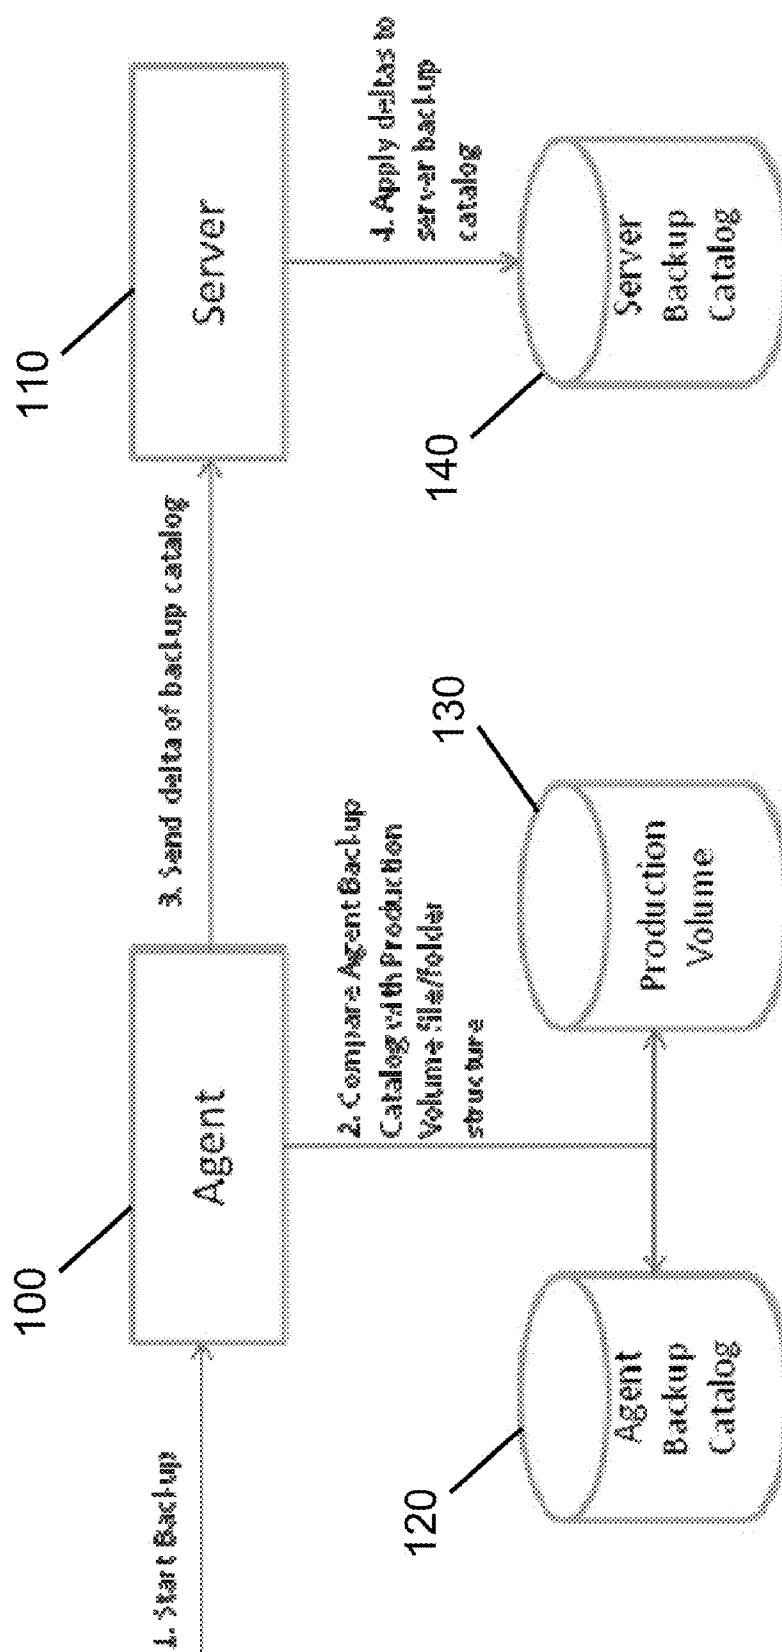 100
110
1. Start Backup
Agent
3. Send delta of backup catalog
Server
2. Compare Agent Backup
Catalog with Production
Volume file/folder
structure
4. Apply deltas to
server backup
catalog
120
130
140
Agent
Backup
Catalog
Production
Volume
Server
Backup
Catalog